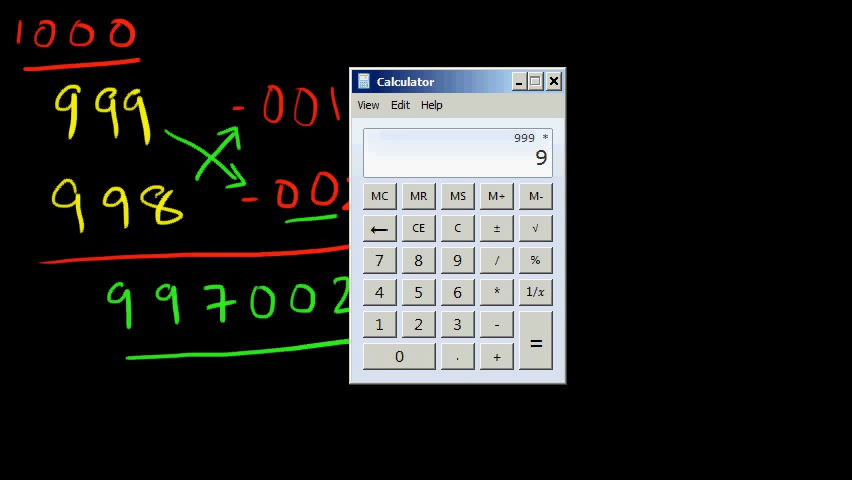 1000
999 -001
998 -002
997002
Calculator
View Edit Help
999 *
9
MC MR MS M+ M-
← CE C ± √
7 8 9 / %
4 5 6 * 1/x
1 2 3 - =
0 . +